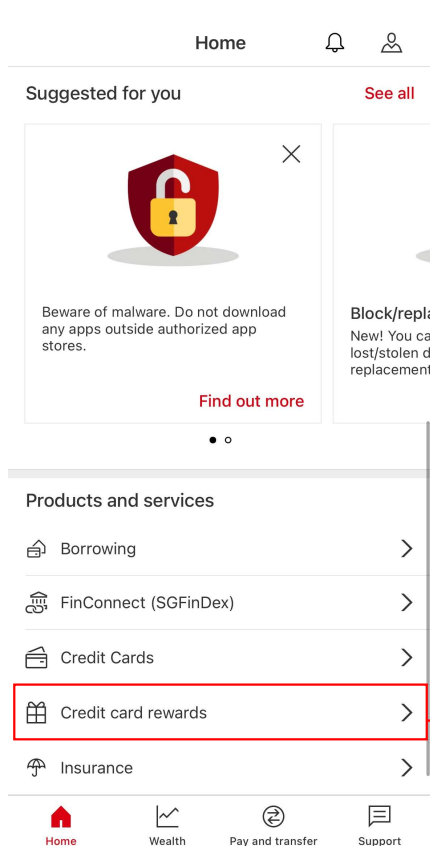 Home
Suggested for you
See all
Beware of malware. Do not download
any apps outside authorized app
stores.
Find out more
Block/repla
New! You ca
lost/stolen d
replacement
Products and services
Borrowing
FinConnect (SGFinDex)
Credit Cards
Credit card rewards
Insurance
Home
Wealth
Pay and transfer
Support